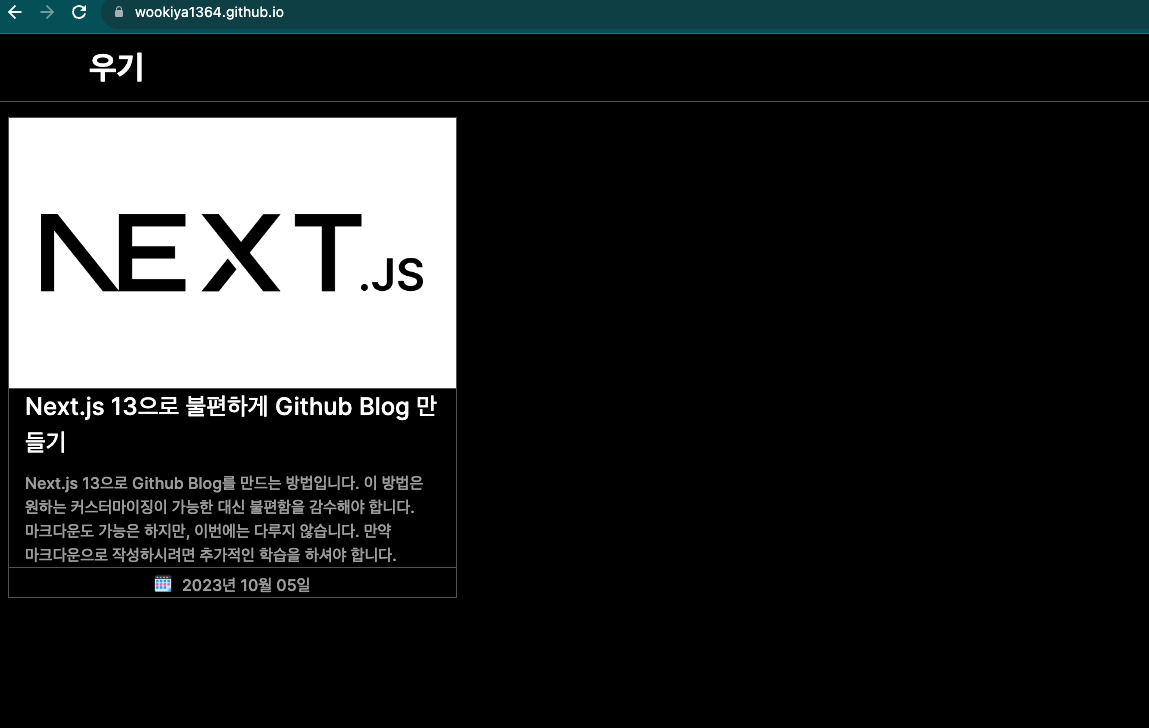 wookiya1364.github.io
우기
NEXT.JS
Next.js 13으로 불편하게 Github Blog 만
들기
Next.js 13으로 Github Blog를 만드는 방법입니다. 이 방법은
원하는 커스터마이징이 가능한 대신 불편함을 감수해야 합니다.
마크다운도 가능은 하지만, 이번에는 다루지 않습니다. 만약
마크다운으로 작성하시려면 추가적인 학습을 하셔야 합니다.
2023년 10월 05일